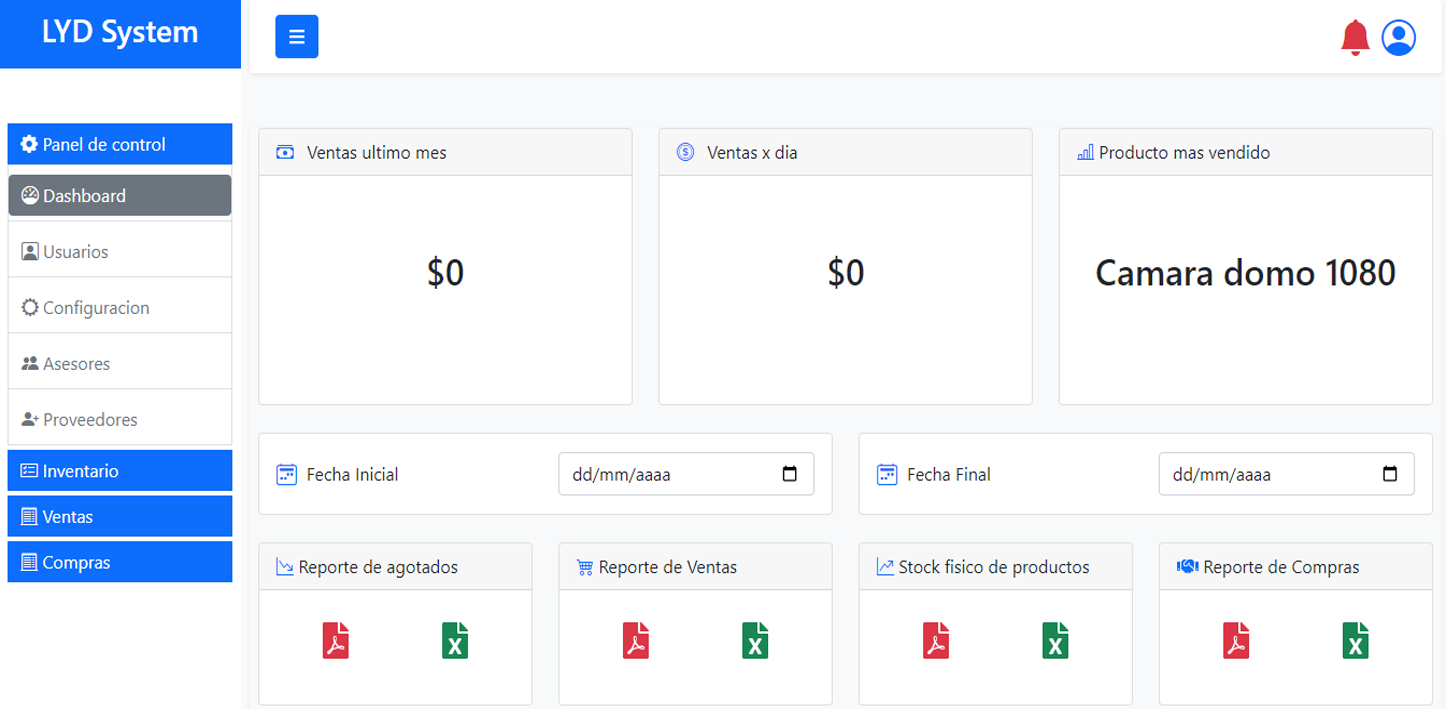 LYD System
Panel de control
Dashboard
Usuarios
Configuracion
Asesores
Proveedores
Inventario
Ventas
Compras
Ventas ultimo mes
$0
Ventas x dia
$0
Producto mas vendido
Camara domo 1080
Fecha Inicial
dd/mm/aaaa
Fecha Final
dd/mm/aaaa
Reporte de agotados
X
Reporte de Ventas
X
Stock fisico de productos
X
Reporte de Compras
X